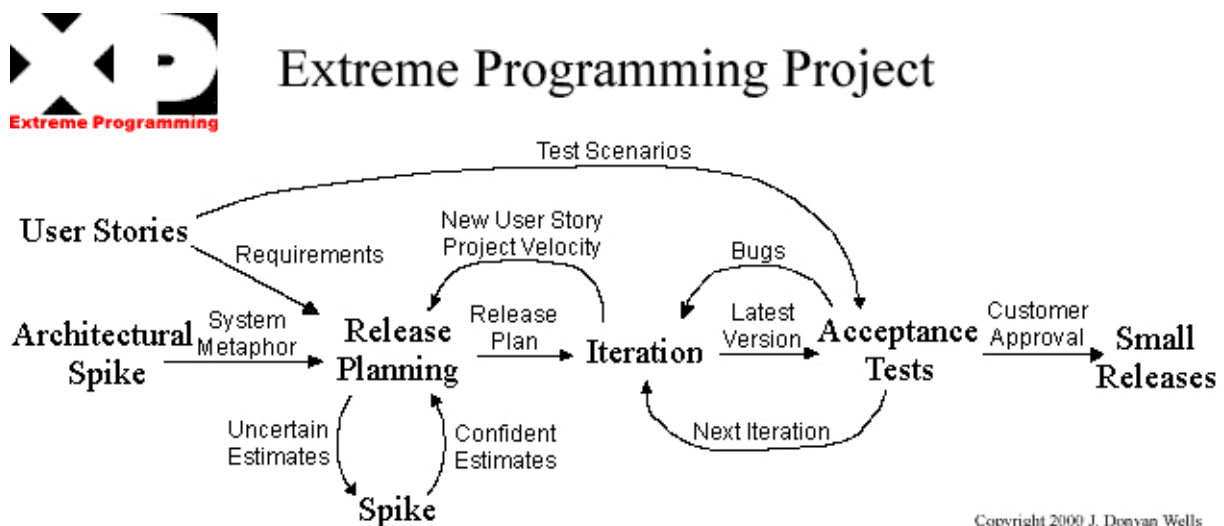 XP
Extreme Programming
Extreme Programming Project
Test Scenarios
User Stories
Requirements
New User Story
Project Velocity
Bugs
Architectural
Spike
System
Metaphor
Release
Planning
Release
Plan
Iteration
Latest
Version
Acceptance
Tests
Customer
Approval
Small
Releases
Uncertain
Estimates
Confident
Estimates
Next Iteration
Spike
Copyright 2000 J. Donvan Wells